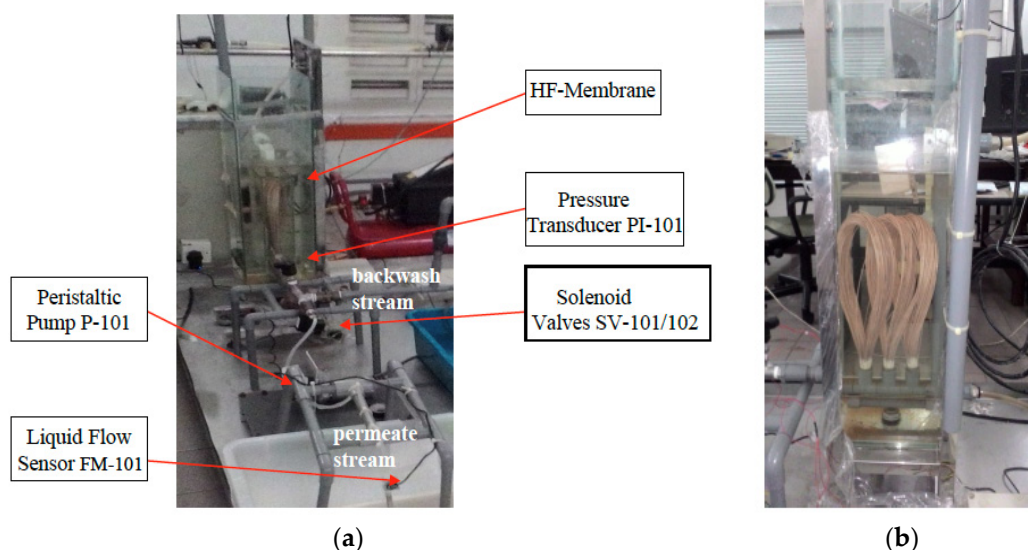 HF-Membrane
Pressure
Transducer PI-101
backwash
stream
Peristaltic
Pump P-101
Solenoid
Valves SV-101/102
permeate
stream
Liquid Flow
Sensor FM-101
(a)
(b)